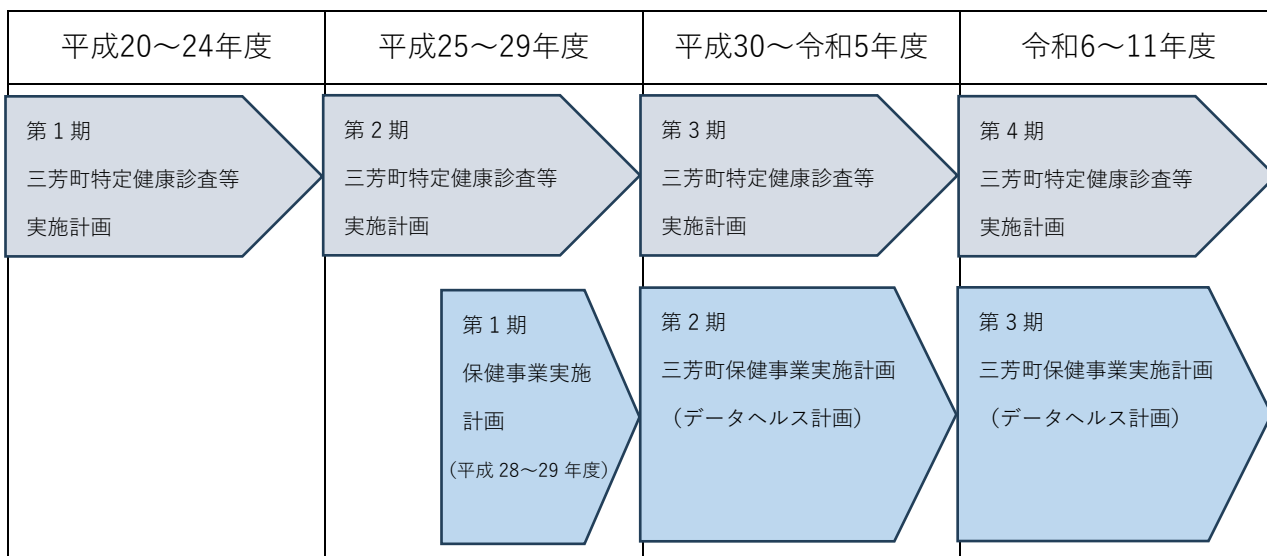 平成20～24年度
平成25～29年度
平成30～令和5年度
令和6～11年度
第1期
三芳町特定健康診査等
実施計画
第2期
三芳町特定健康診査等
実施計画
第3期
三芳町特定健康診査等
実施計画
第4期
三芳町特定健康診査等
実施計画
第1期
保健事業実施
計画
(平成28～29年度)
第2期
三芳町保健事業実施計画
（データヘルス計画）
第3期
三芳町保健事業実施計画
（データヘルス計画）